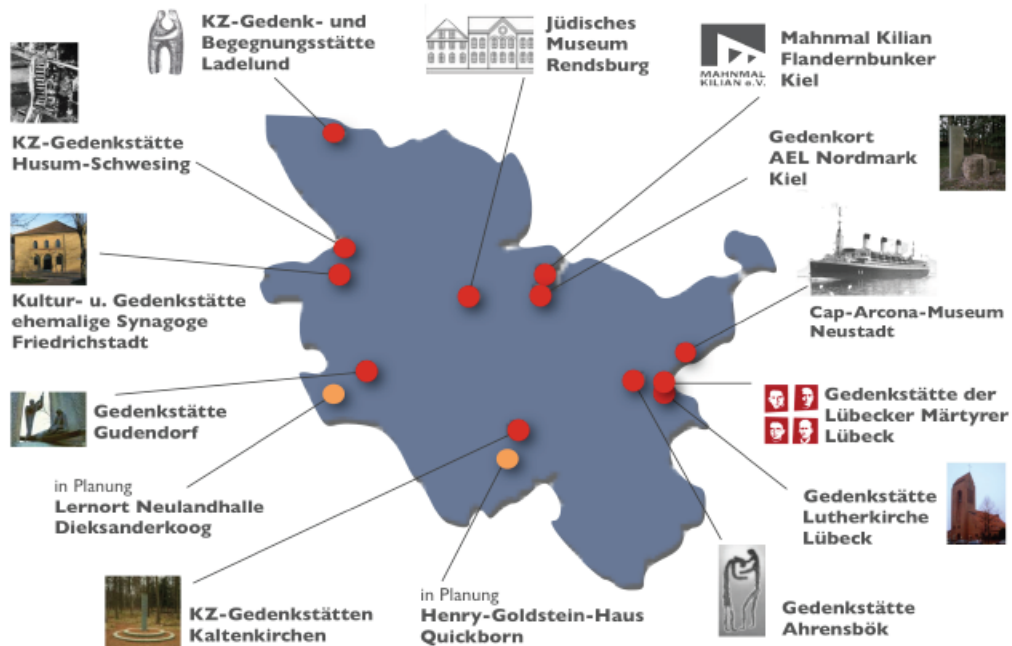 KZ-Gedenk- und
Begegnungsstätte
Ladelund
Jüdisches
Museum
Rendsburg
MAHNMAL
KILIAN e.V.
Mahnmal Kilian
Flandernbunker
Kiel
KZ-Gedenkstätte
Husum-Schwesing
Gedenkort
AEL Nordmark
Kiel
Kultur- u. Gedenkstätte
ehemalige Synagoge
Friedrichstadt
Cap-Arcona-Museum
Neustadt
Gedenkstätte
Gudendorf
Gedenkstätte der
Lübecker Märtyrer
Lübeck
in Planung
Lernort Neulandhalle
Dieksanderkoog
Gedenkstätte
Lutherkirche
Lübeck
KZ-Gedenkstätten
Kaltenkirchen
in Planung
Henry-Goldstein-Haus
Quickborn
Gedenkstätte
Ahrensbök